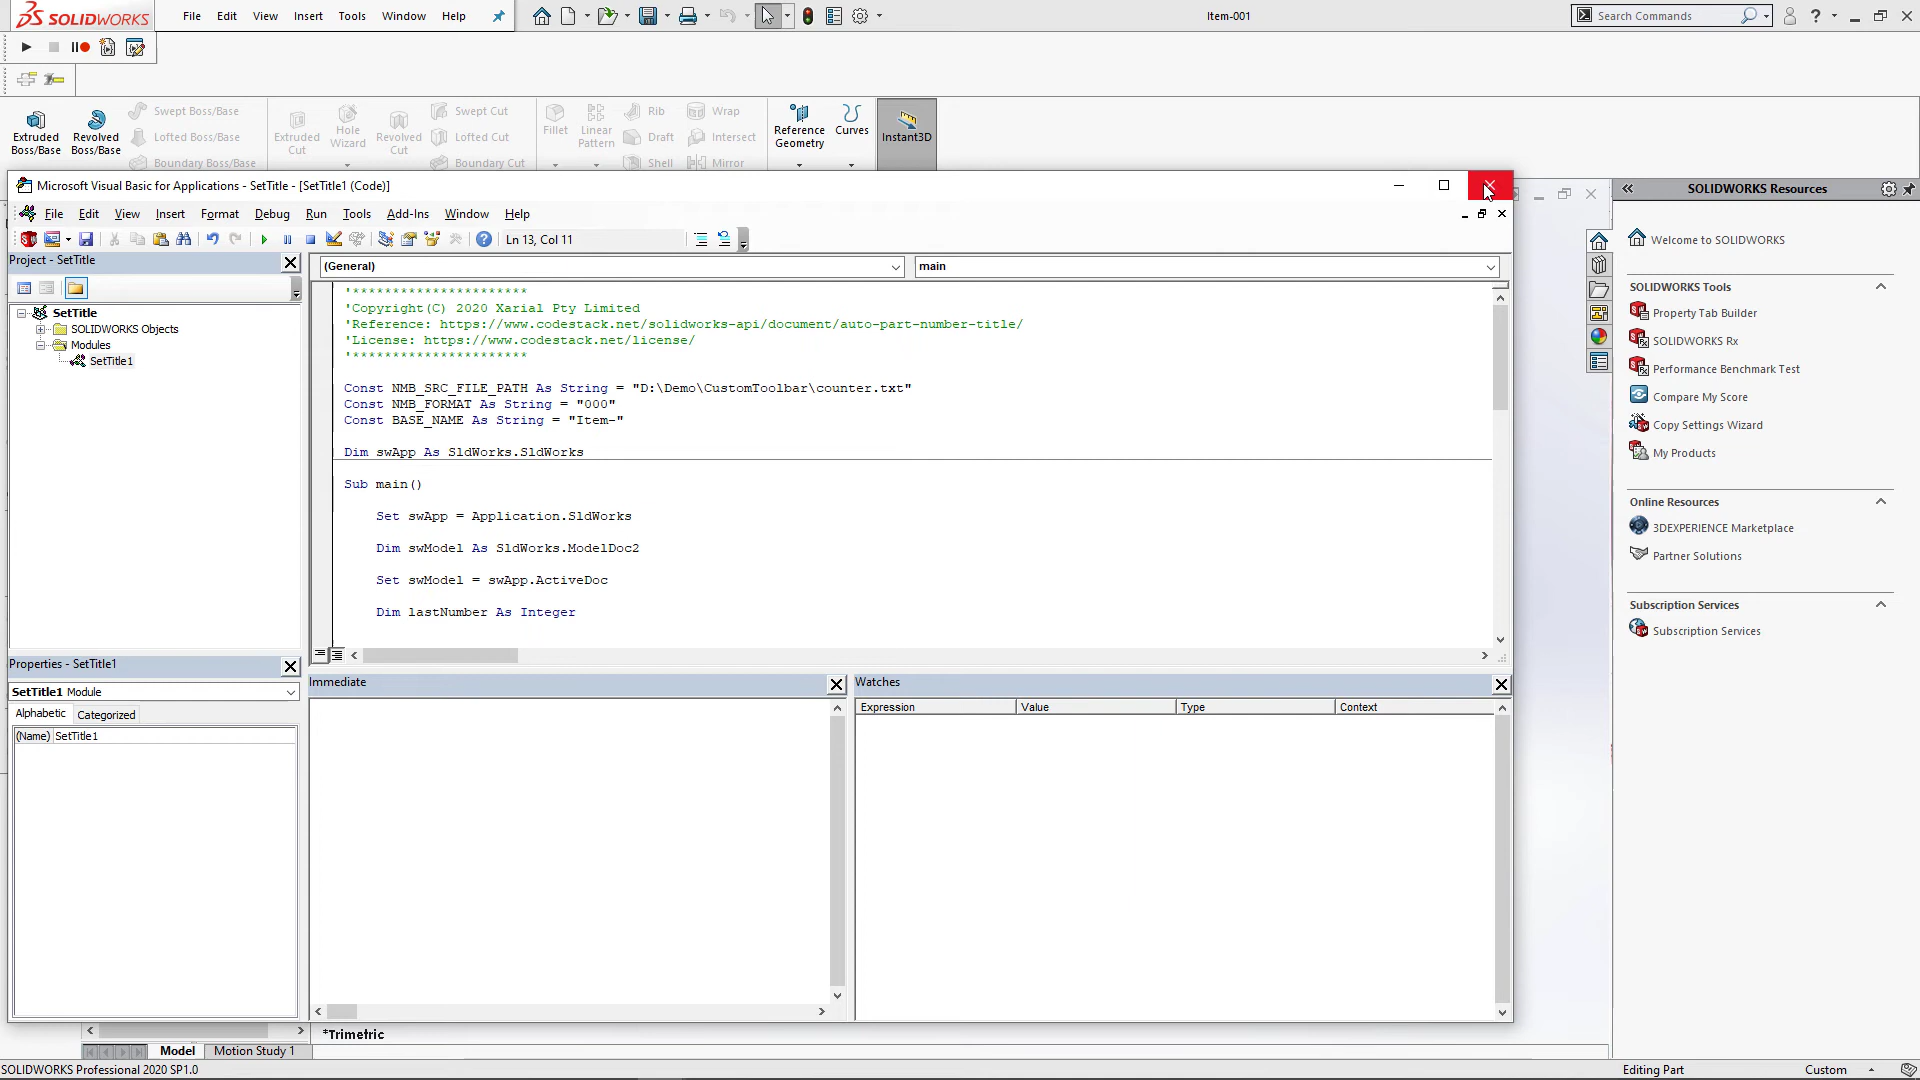 SOLIDWORKS File Edit View Insert Tools Window Help Item-001 Search Commands
Extruded Boss/Base
Revolved Boss/Base
Swept Boss/Base
Lofted Boss/Base
Boundary Boss/Base
Extruded Cut
Hole Wizard
Revolved Cut
Swept Cut
Lofted Cut
Boundary Cut
Fillet
Linear Pattern
Rib
Draft
Shell
Wrap
Intersect
Mirror
Reference Geometry
Curves
Instant3D
Microsoft Visual Basic for Applications - SetTitle - [SetTitle1 (Code)]
File Edit View Insert Format Debug Run Tools Add-Ins Window Help
Ln 13, Col 11
Project - SetTitle
SetTitle
SOLIDWORKS Objects
Modules
SetTitle1
Properties - SetTitle1
SetTitle1 Module
Alphabetic Categorized
(Name) SetTitle1
(General) main
'**********************
'Copyright(C) 2020 Xarial Pty Limited
'Reference: https://www.codestack.net/solidworks-api/document/auto-part-number-title/
'License: https://www.codestack.net/license/
'**********************
Const NMB_SRC_FILE_PATH As String = "D:\Demo\CustomToolbar\counter.txt"
Const NMB_FORMAT As String = "000"
Const BASE_NAME As String = "Item-"
Dim swApp As SldWorks.SldWorks
Sub main()
Set swApp = Application.SldWorks
Dim swModel As SldWorks.ModelDoc2
Set swModel = swApp.ActiveDoc
Dim lastNumber As Integer
Immediate
Watches
Expression Value Type Context
SOLIDWORKS Resources
Welcome to SOLIDWORKS
SOLIDWORKS Tools
Property Tab Builder
SOLIDWORKS Rx
Performance Benchmark Test
Compare My Score
Copy Settings Wizard
My Products
Online Resources
3DEXPERIENCE Marketplace
Partner Solutions
Subscription Services
Subscription Services
*Trimetric
Model Motion Study 1
SOLIDWORKS Professional 2020 SP1.0 Editing Part Custom